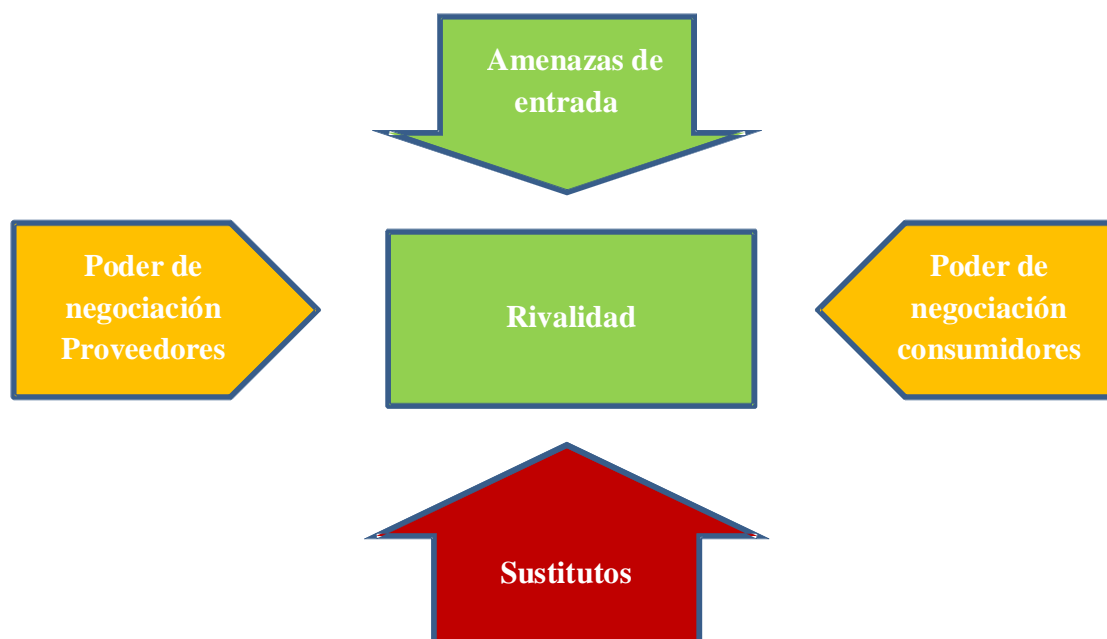 Amenazas de
entrada
Poder de
negociación
Proveedores
Rivalidad
Poder de
negociación
consumidores
Sustitutos